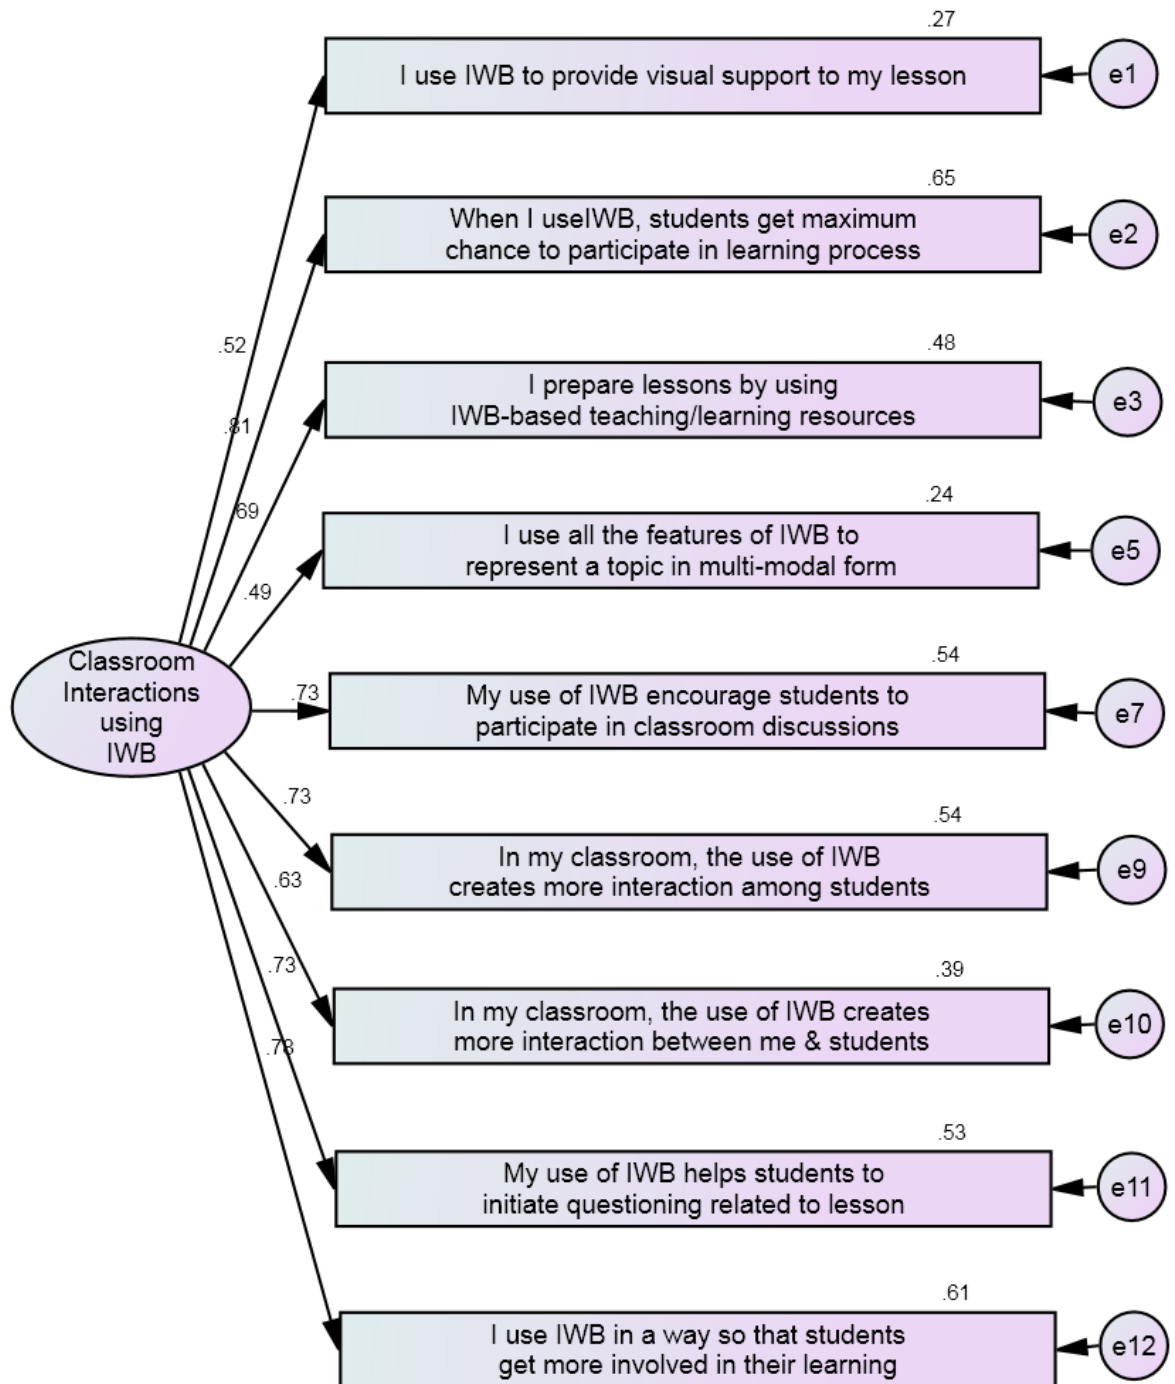 .27
I use IWB to provide visual support to my lesson
e1
.65
When I useIWB, students get maximum
chance to participate in learning process
e2
.52
.48
I prepare lessons by using
IWB-based teaching/learning resources
e3
.81
.69
.24
I use all the features of IWB to
represent a topic in multi-modal form
e5
.49
Classroom
Interactions
using
IWB
.73
.54
My use of IWB encourage students to
participate in classroom discussions
e7
.73
.54
In my classroom, the use of IWB
creates more interaction among students
e9
.63
.39
In my classroom, the use of IWB creates
more interaction between me & students
e10
.73
.78
.53
My use of IWB helps students to
initiate questioning related to lesson
e11
.61
I use IWB in a way so that students
get more involved in their learning
e12